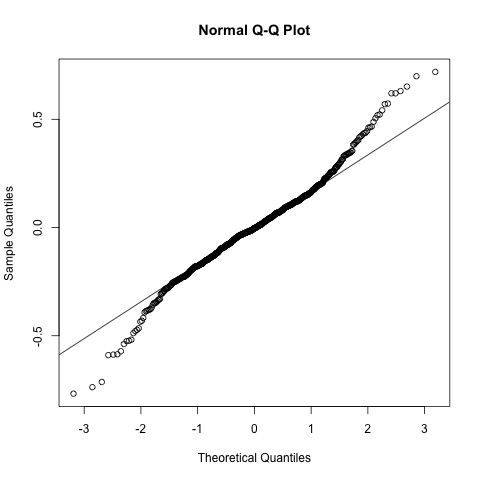 Normal Q-Q Plot
0.5
0.0
-0.5
Sample Quantiles
-3 -2 -1 0 1 2 3
Theoretical Quantiles